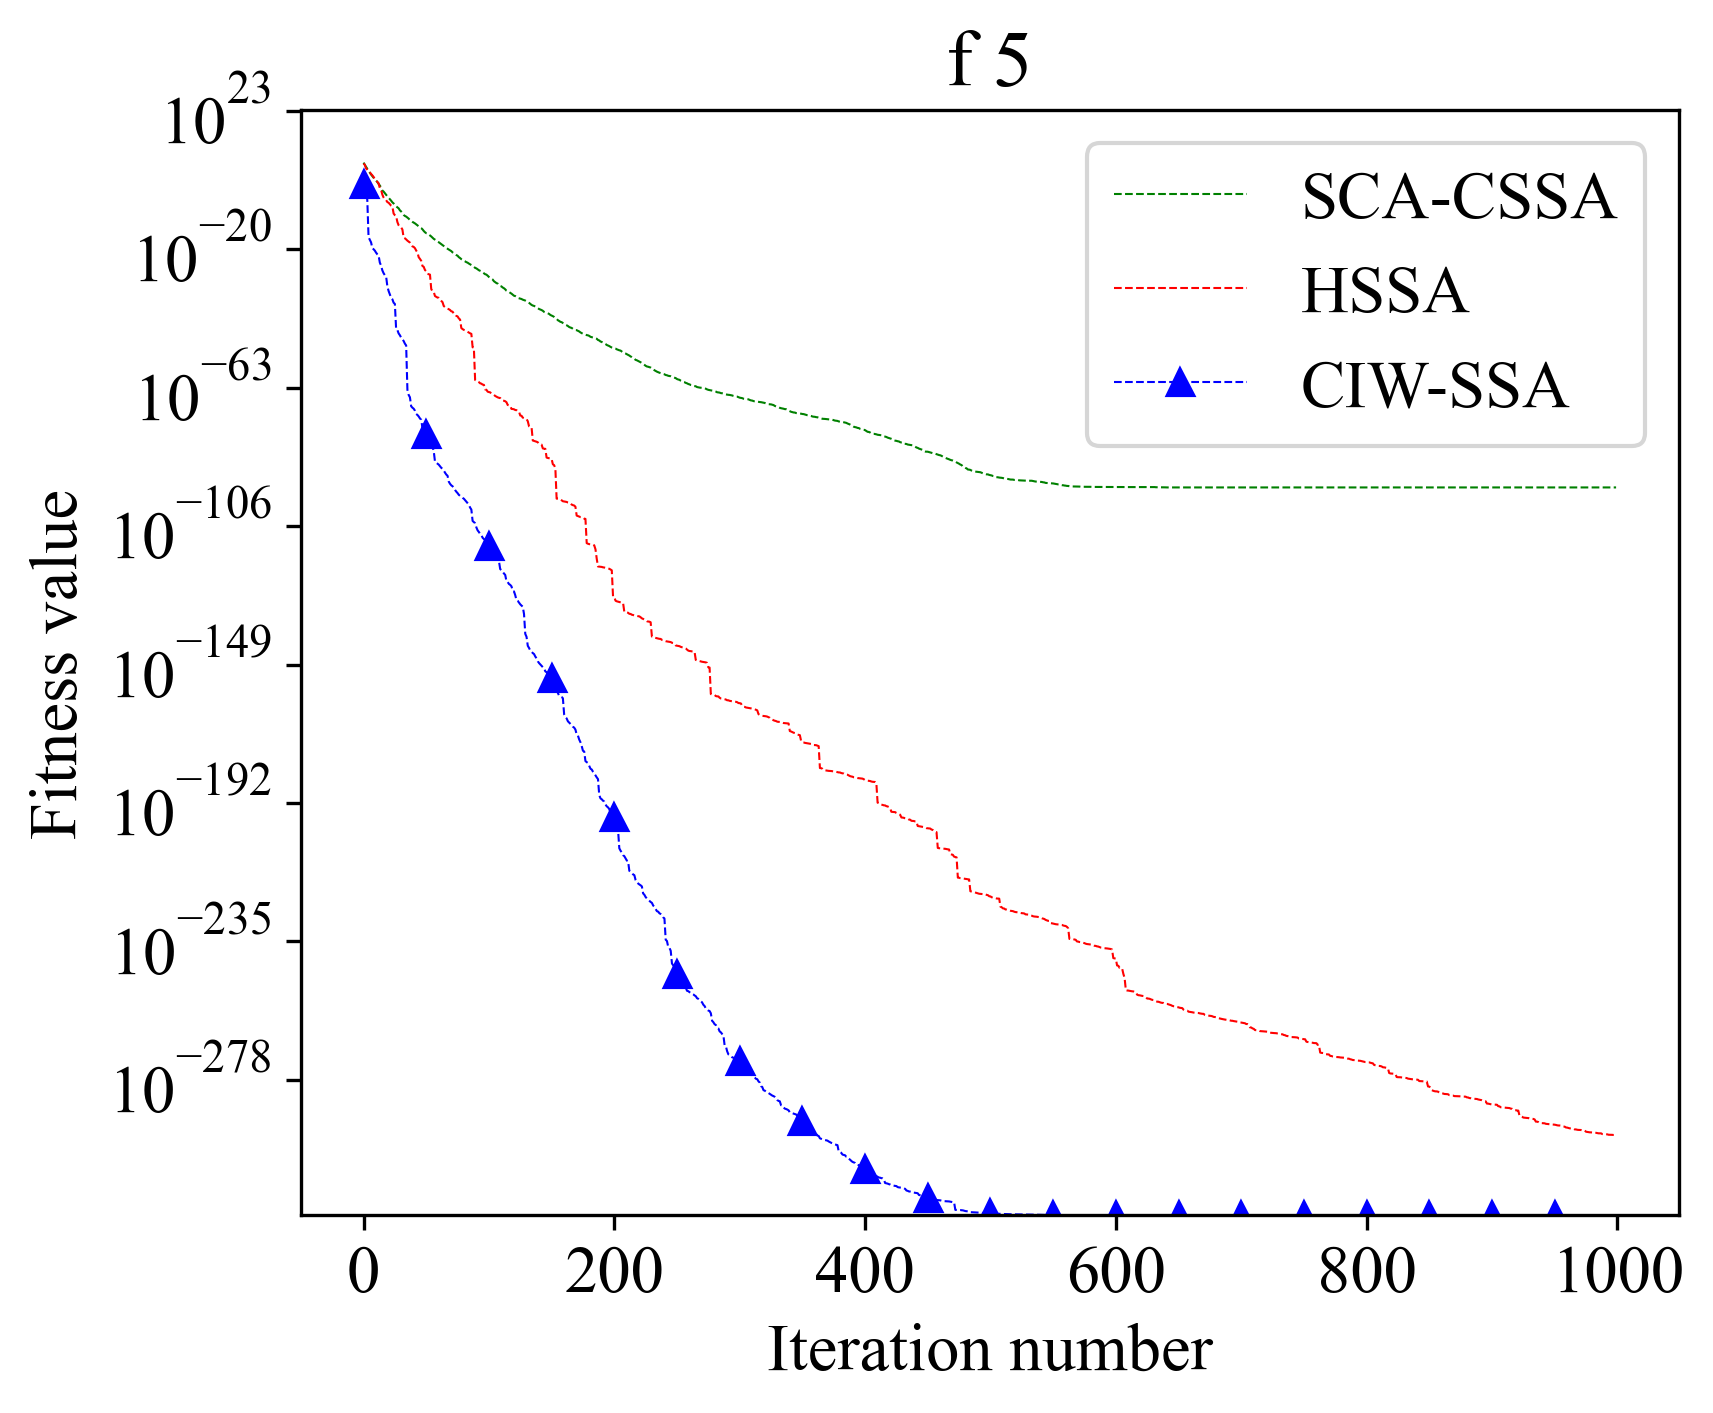 f 5
10^23
10^−20
10^−63
10^−106
10^−149
10^−192
10^−235
10^−278
Fitness value
SCA-CSSA
HSSA
CIW-SSA
0 200 400 600 800 1000
Iteration number